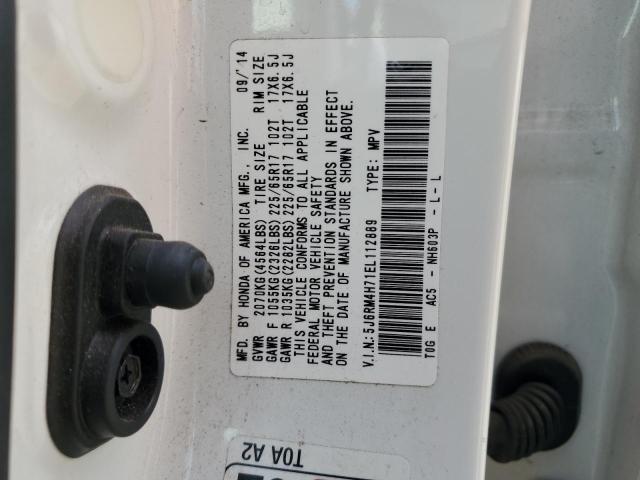 MFD. BY HONDA OF AMERICA MFG., INC. 09/'14
GVWR 2070KG(4564LBS) TIRE SIZE RIM SIZE
GAWR F 1055KG(2326LBS) 225/65R17 102T 17X6.5J
GAWR R 1035KG(2282LBS) 225/65R17 102T 17X6.5J
THIS VEHICLE CONFORMS TO ALL APPLICABLE
FEDERAL MOTOR VEHICLE SAFETY
AND THEFT PREVENTION STANDARDS IN EFFECT
ON THE DATE OF MANUFACTURE SHOWN ABOVE.
V.I.N.:5J6RM4H71EL112889 TYPE: MPV
T0G E AC5 - NH603P - L- L
T0A A2